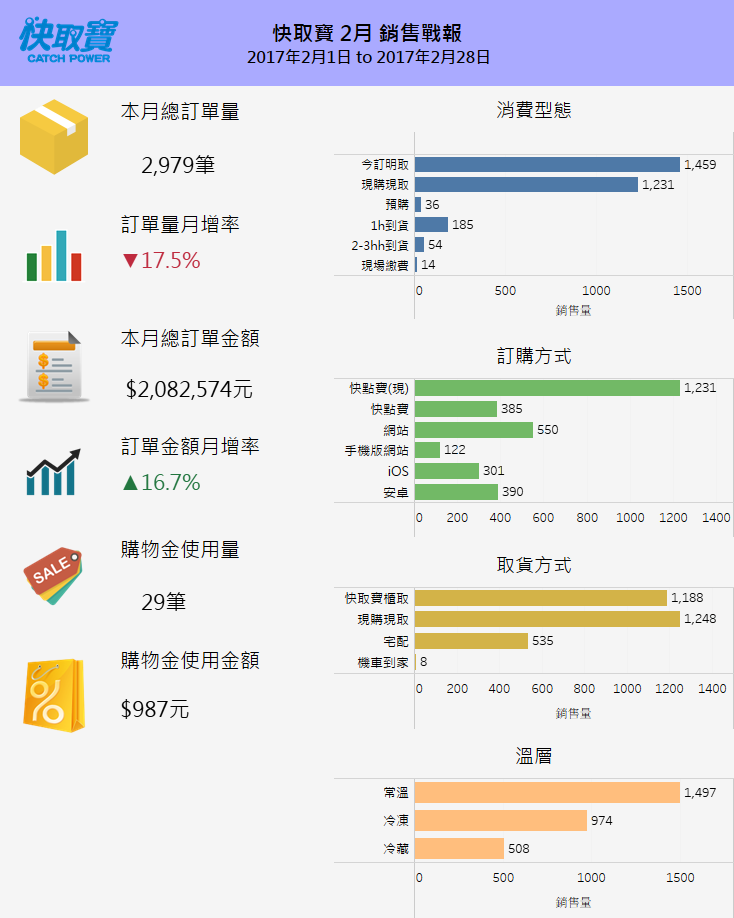 快取寶
CATCH POWER
快取寶 2月 銷售戰報
2017年2月1日 to 2017年2月28日
本月總訂單量
2,979筆
訂單量月增率
▼17.5%
本月總訂單金額
$2,082,574元
訂單金額月增率
▲16.7%
購物金使用量
SALE
29筆
購物金使用金額
%
$987元
消費型態
今訂明取 1,459
現購現取 1,231
預購 36
1h到貨 185
2-3hh到貨 54
現場繳費 14
0 500 1000 1500
銷售量
訂購方式
快點寶(現) 1,231
快點寶 385
網站 550
手機版網站 122
iOS 301
安卓 390
0 200 400 600 800 1000 1200 1400
取貨方式
快取寶櫃取 1,188
現購現取 1,248
宅配 535
機車到家 8
0 200 400 600 800 1000 1200 1400
銷售量
溫層
常溫 1,497
冷凍 974
冷藏 508
0 500 1000 1500
銷售量